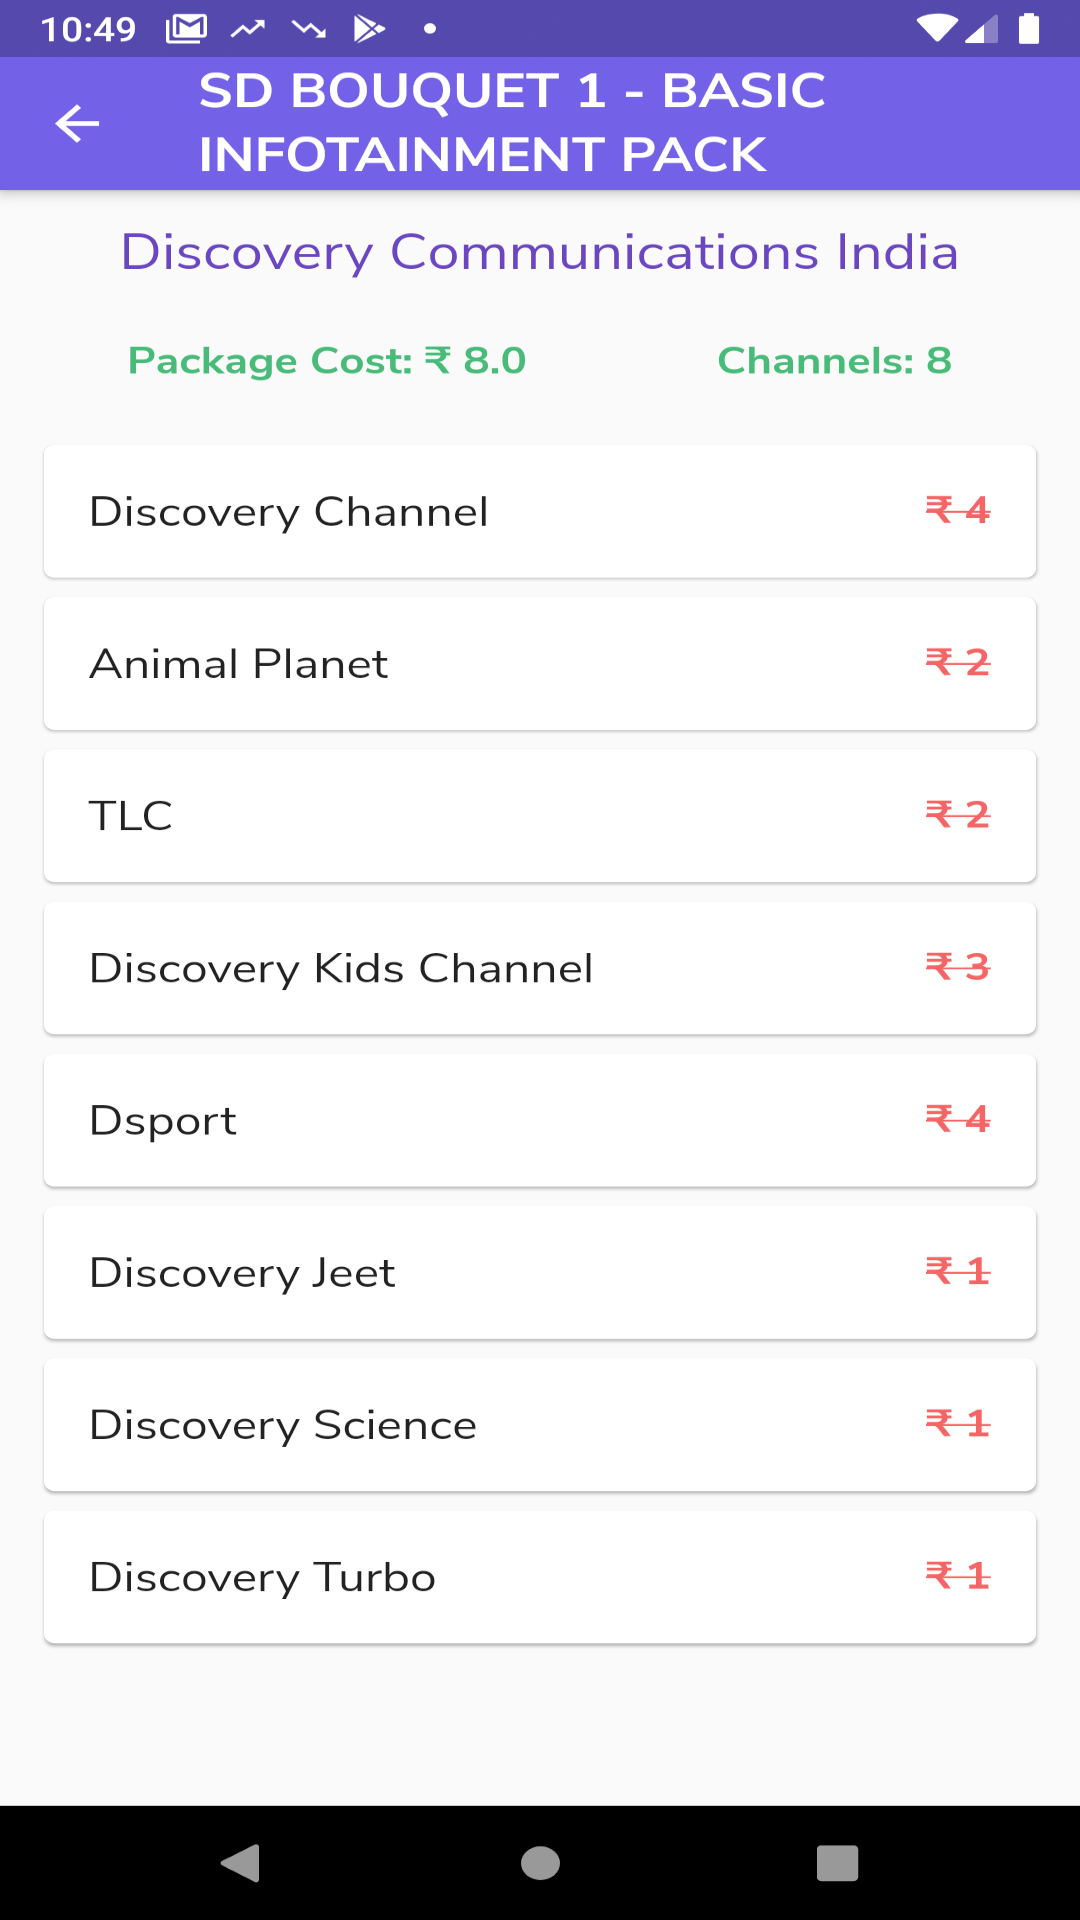 10:49
SD BOUQUET 1 - BASIC
INFOTAINMENT PACK
Discovery Communications India
Package Cost: ₹ 8.0 Channels: 8
Discovery Channel ₹ 4
Animal Planet ₹ 2
TLC ₹ 2
Discovery Kids Channel ₹ 3
Dsport ₹ 4
Discovery Jeet ₹ 1
Discovery Science ₹ 1
Discovery Turbo ₹ 1